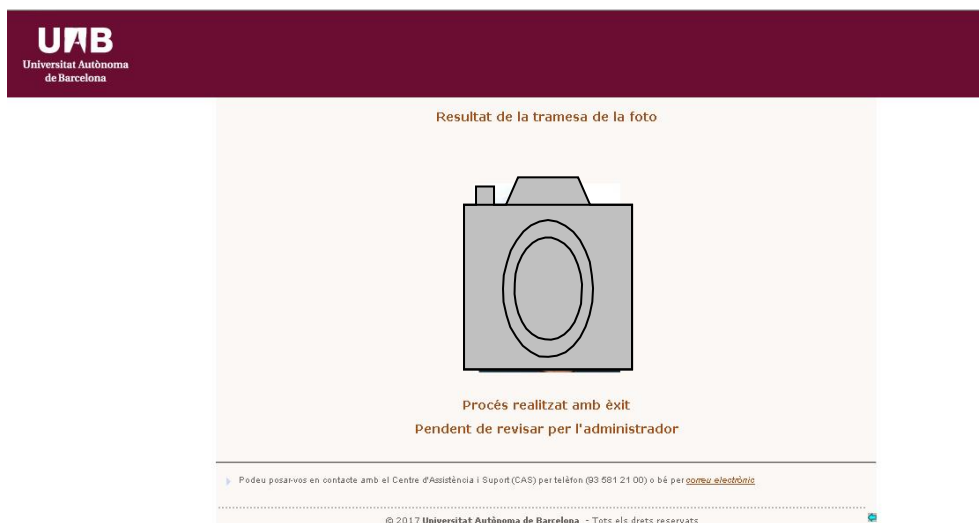 UAB
Universitat Autònoma
de Barcelona
Resultat de la tramesa de la foto
Procés realitzat amb èxit
Pendent de revisar per l'administrador
Podeu posar-vos en contacte amb el Centre d'Assistència i Suport (CAS) per telèfon (93 581 21 00) o bé per correu electrònic
© 2017 Universitat Autònoma de Barcelona - Tots els drets reservats